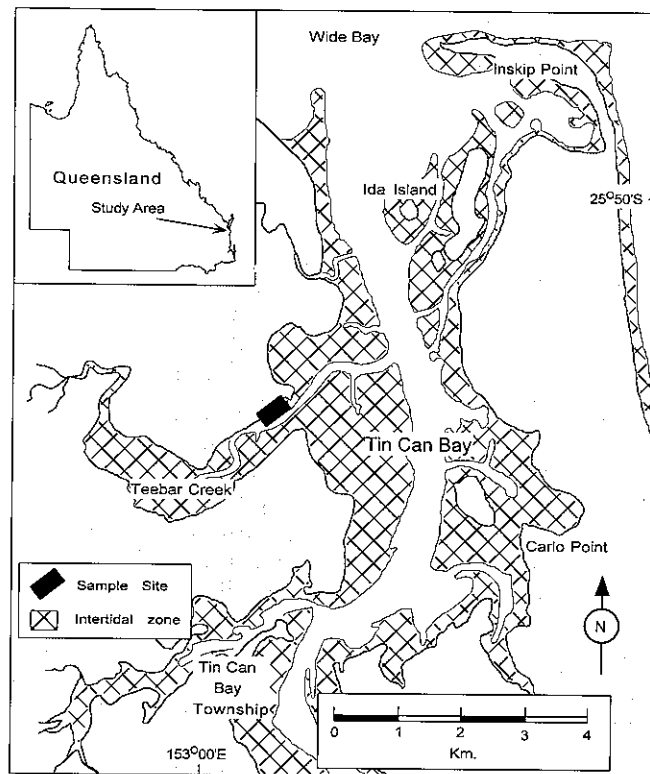 Wide Bay
Inskip Point
Queensland
Study Area
Ida Island
25°50'S
Tin Can Bay
Teebar Creek
Carlo Point
Sample Site
Intertidal zone
N
Tin Can
Bay
Township
0 1 2 3 4
Km.
153°00'E